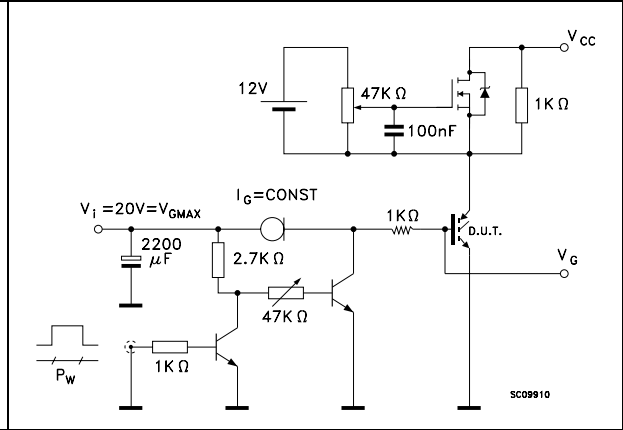 V CC
12V
47K Ω
1K Ω
100nF
I G =CONST
V i =20V=V GMAX
1K Ω
D.U.T.
2200
μF
2.7K Ω
V G
47K Ω
1K Ω
P W
SC09910